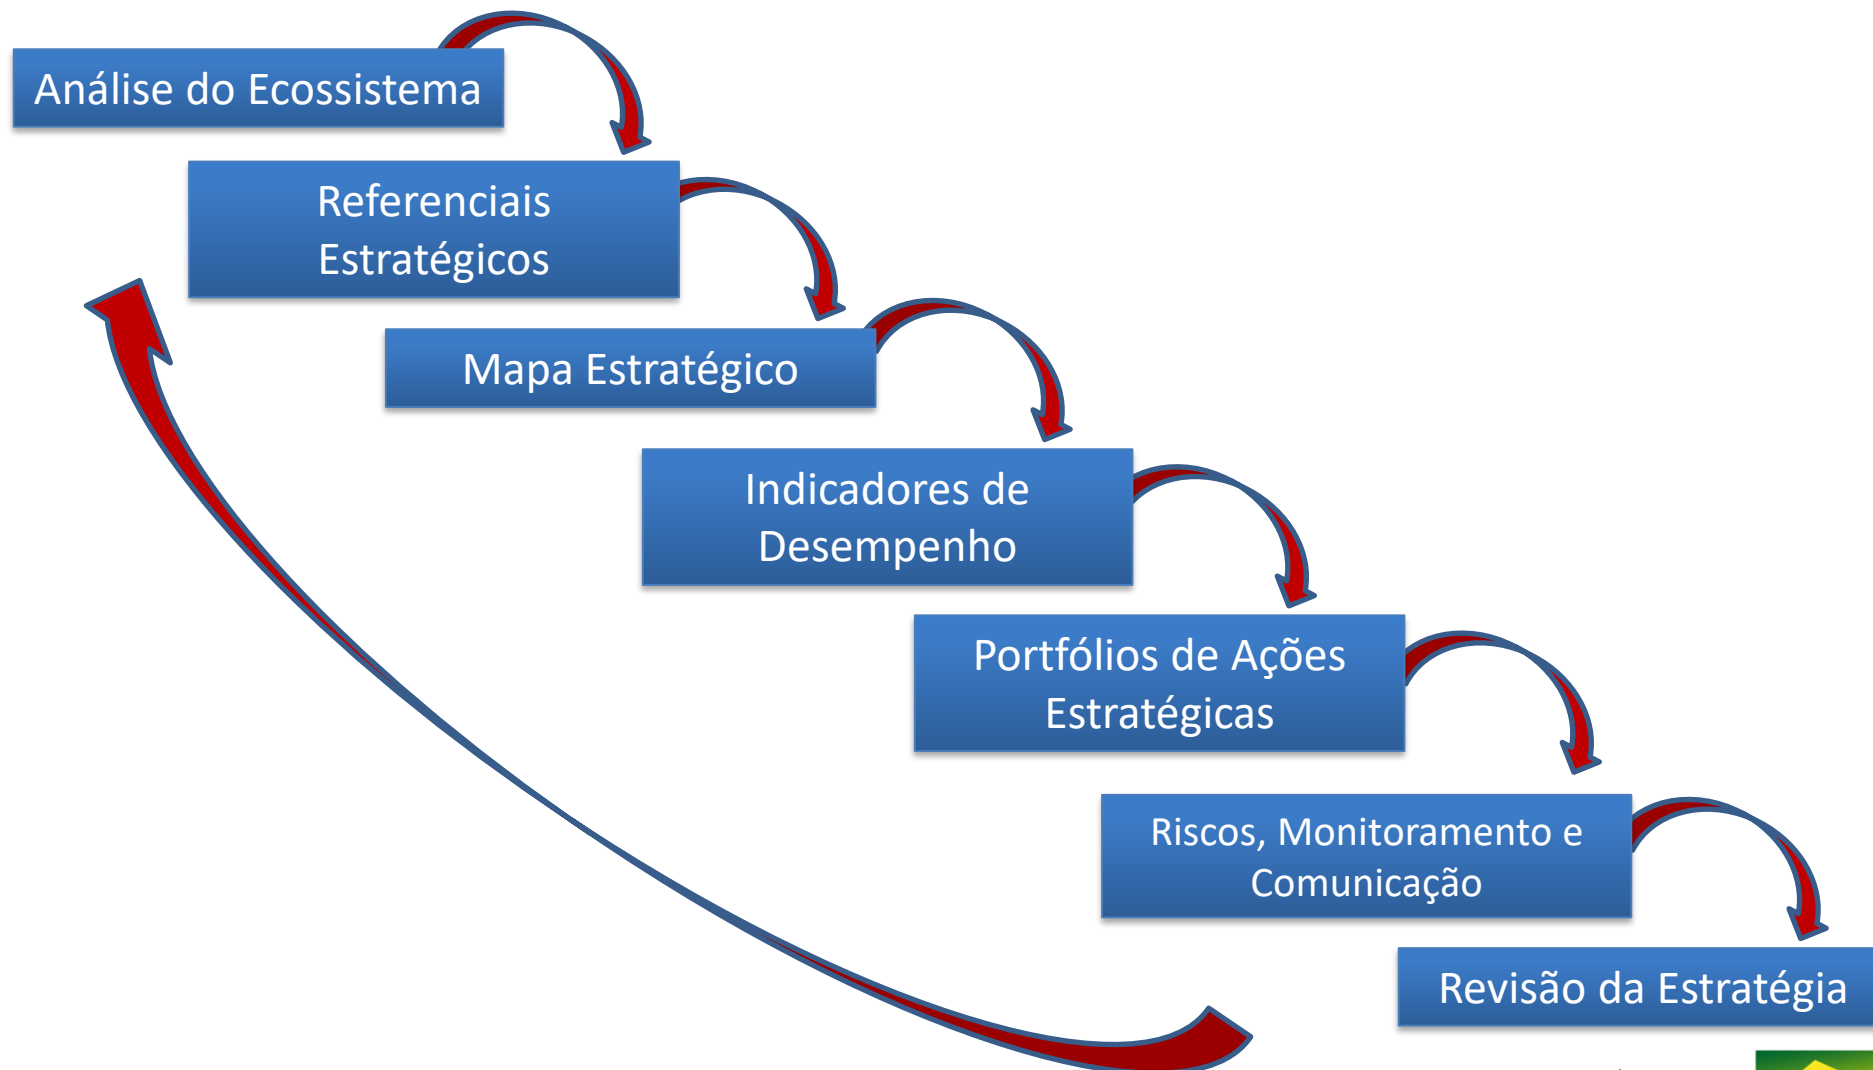 Análise do Ecossistema
Referenciais
Estratégicos
Mapa Estratégico
Indicadores de
Desempenho
Portfólios de Ações
Estratégicas
Riscos, Monitoramento e
Comunicação
Revisão da Estratégia